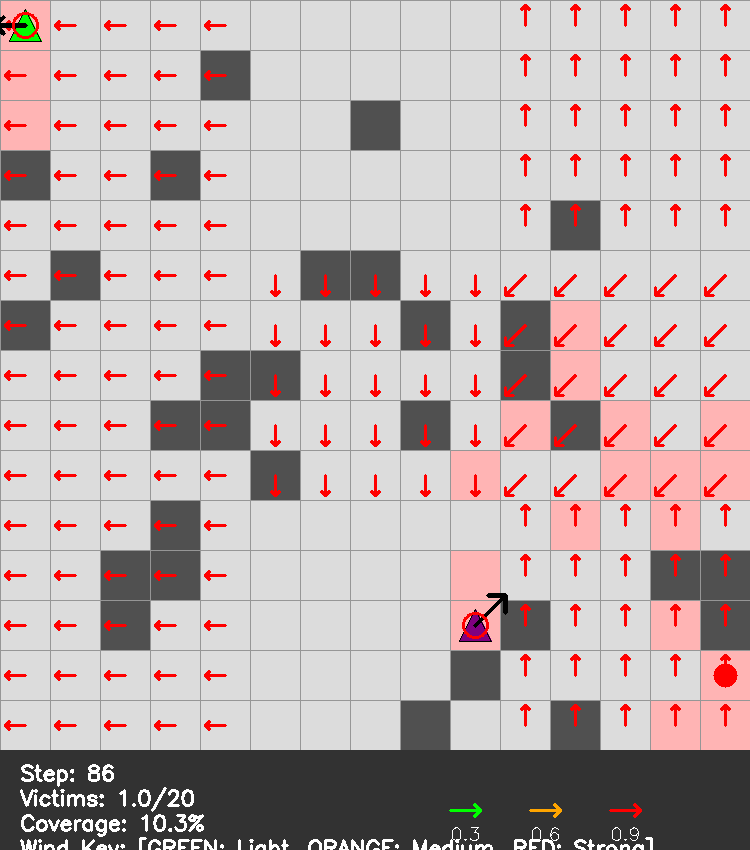 Step: 86
Victims: 1.0/20
Coverage: 10.3%
0.3 0.6 0.9
Wind Key: [GREEN: Light, ORANGE: Medium, RED: Strong]